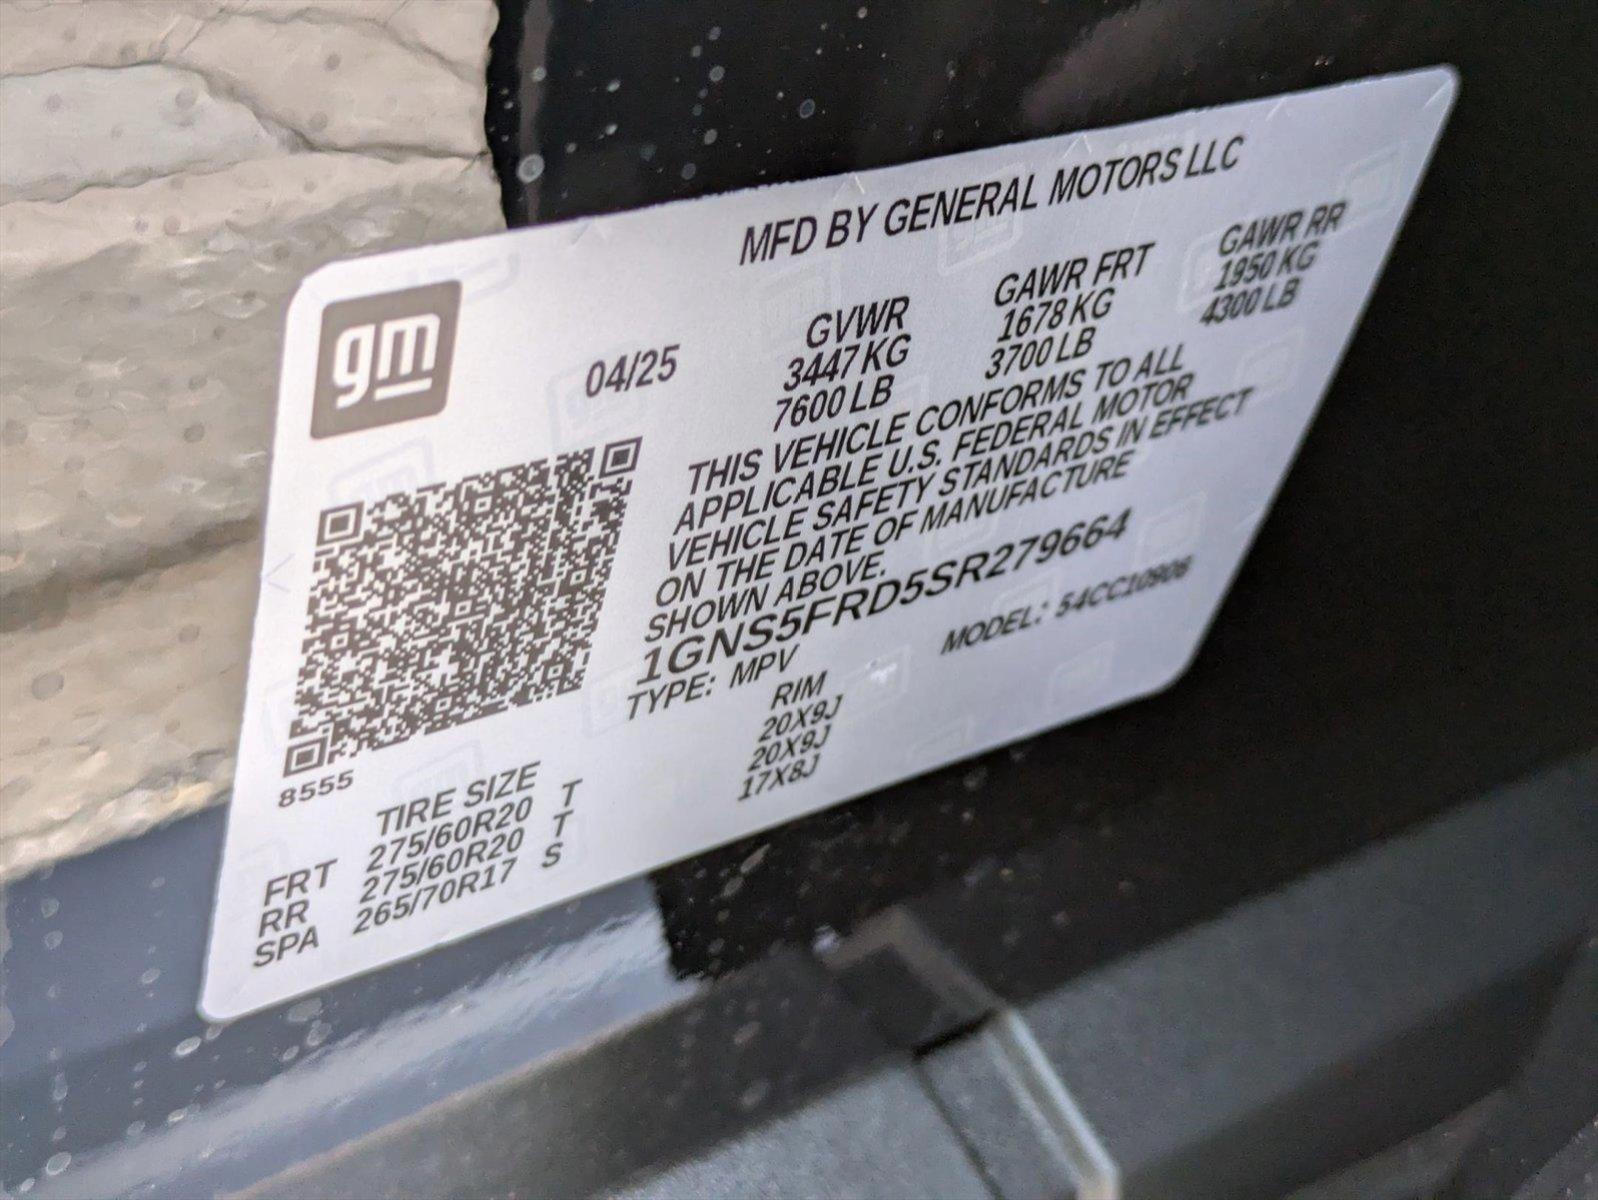 MFD BY GENERAL MOTORS LLC
gm
04/25
GVWR GAWR FRT GAWR RR
3447 KG 1678 KG 1950 KG
7600 LB 3700 LB 4300 LB
THIS VEHICLE CONFORMS TO ALL
APPLICABLE U.S. FEDERAL MOTOR
VEHICLE SAFETY STANDARDS IN EFFECT
ON THE DATE OF MANUFACTURE
SHOWN ABOVE.
1GNS5FRD5SR279664
TYPE: MPV MODEL: 54CC10906
8555
TIRE SIZE RIM
FRT 275/60R20 T 20X9J
RR 275/60R20 T 20X9J
SPA 265/70R17 S 17X8J